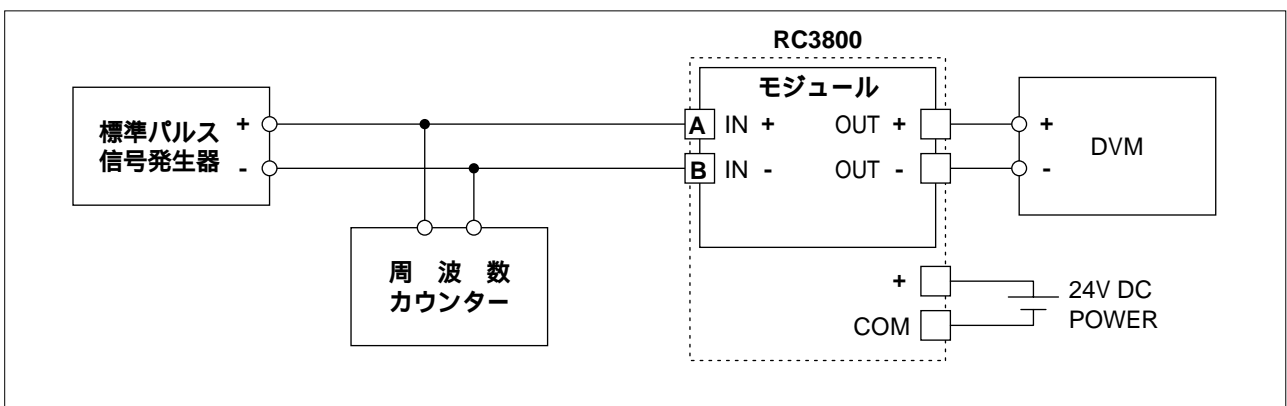 RC3800
モジュール
標準パルス
信号発生器
+
-
A IN + OUT +
B IN - OUT -
+
-
DVM
周 波 数
カウンター
+
COM
24V DC
POWER